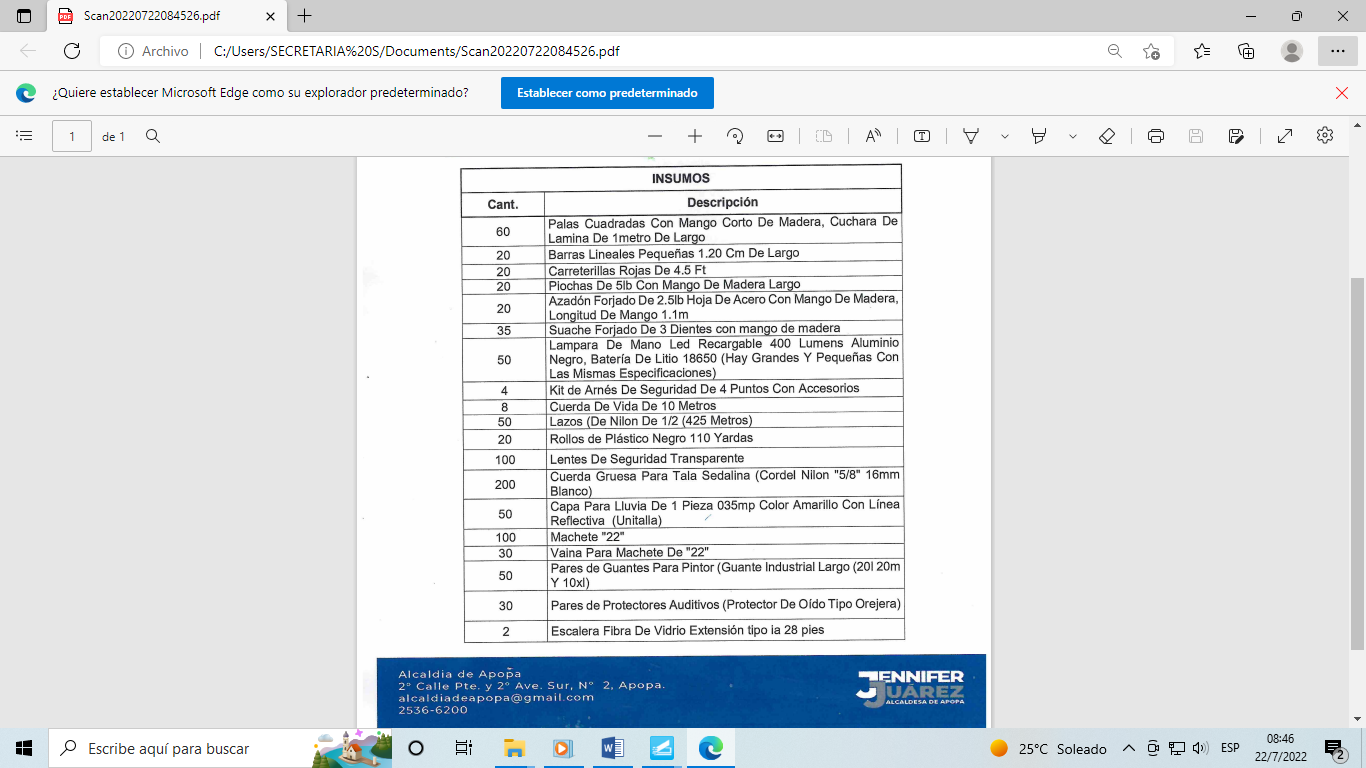 Scan20220722084526.pdf
Archivo
C:/Users/SECRETARIA%20S/Documents/Scan20220722084526.pdf
¿Quiere establecer Microsoft Edge como su explorador predeterminado?
Establecer como predeterminado
1 de 1
INSUMOS
Cant. Descripción
60 Palas Cuadradas Con Mango Corto De Madera, Cuchara De
Lamina De 1metro De Largo
20 Barras Lineales Pequeñas 1.20 Cm De Largo
20 Carreterillas Rojas De 4.5 Ft
20 Piochas De 5lb Con Mango De Madera Largo
20 Azadón Forjado De 2.5lb Hoja De Acero Con Mango De Madera,
Longitud De Mango 1.1m
35 Suache Forjado De 3 Dientes con mango de madera
50 Lampara De Mano Led Recargable 400 Lumens Aluminio
Negro, Batería De Litio 18650 (Hay Grandes Y Pequeñas Con
Las Mismas Especificaciones)
4 Kit de Arnés De Seguridad De 4 Puntos Con Accesorios
8 Cuerda De Vida De 10 Metros
50 Lazos (De Nilon De 1/2 (425 Metros)
20 Rollos de Plástico Negro 110 Yardas
100 Lentes De Seguridad Transparente
200 Cuerda Gruesa Para Tala Sedalina (Cordel Nilon "5/8" 16mm
Blanco)
50 Capa Para Lluvia De 1 Pieza 035mp Color Amarillo Con Línea
Reflectiva (Unitalla)
100 Machete "22"
30 Vaina Para Machete De "22"
50 Pares de Guantes Para Pintor (Guante Industrial Largo (20l 20m
Y 10xl)
30 Pares de Protectores Auditivos (Protector De Oído Tipo Orejera)
2 Escalera Fibra De Vidrio Extensión tipo ia 28 pies
Alcaldia de Apopa
2° Calle Pte. y 2° Ave. Sur, N° 2, Apopa.
alcaldiadeapopa@gmail.com
2536-6200
JENNIFER
JUÁREZ
ALCALDESA DE APOPA
Escribe aquí para buscar
25°C Soleado
ESP
08:46
22/7/2022
2